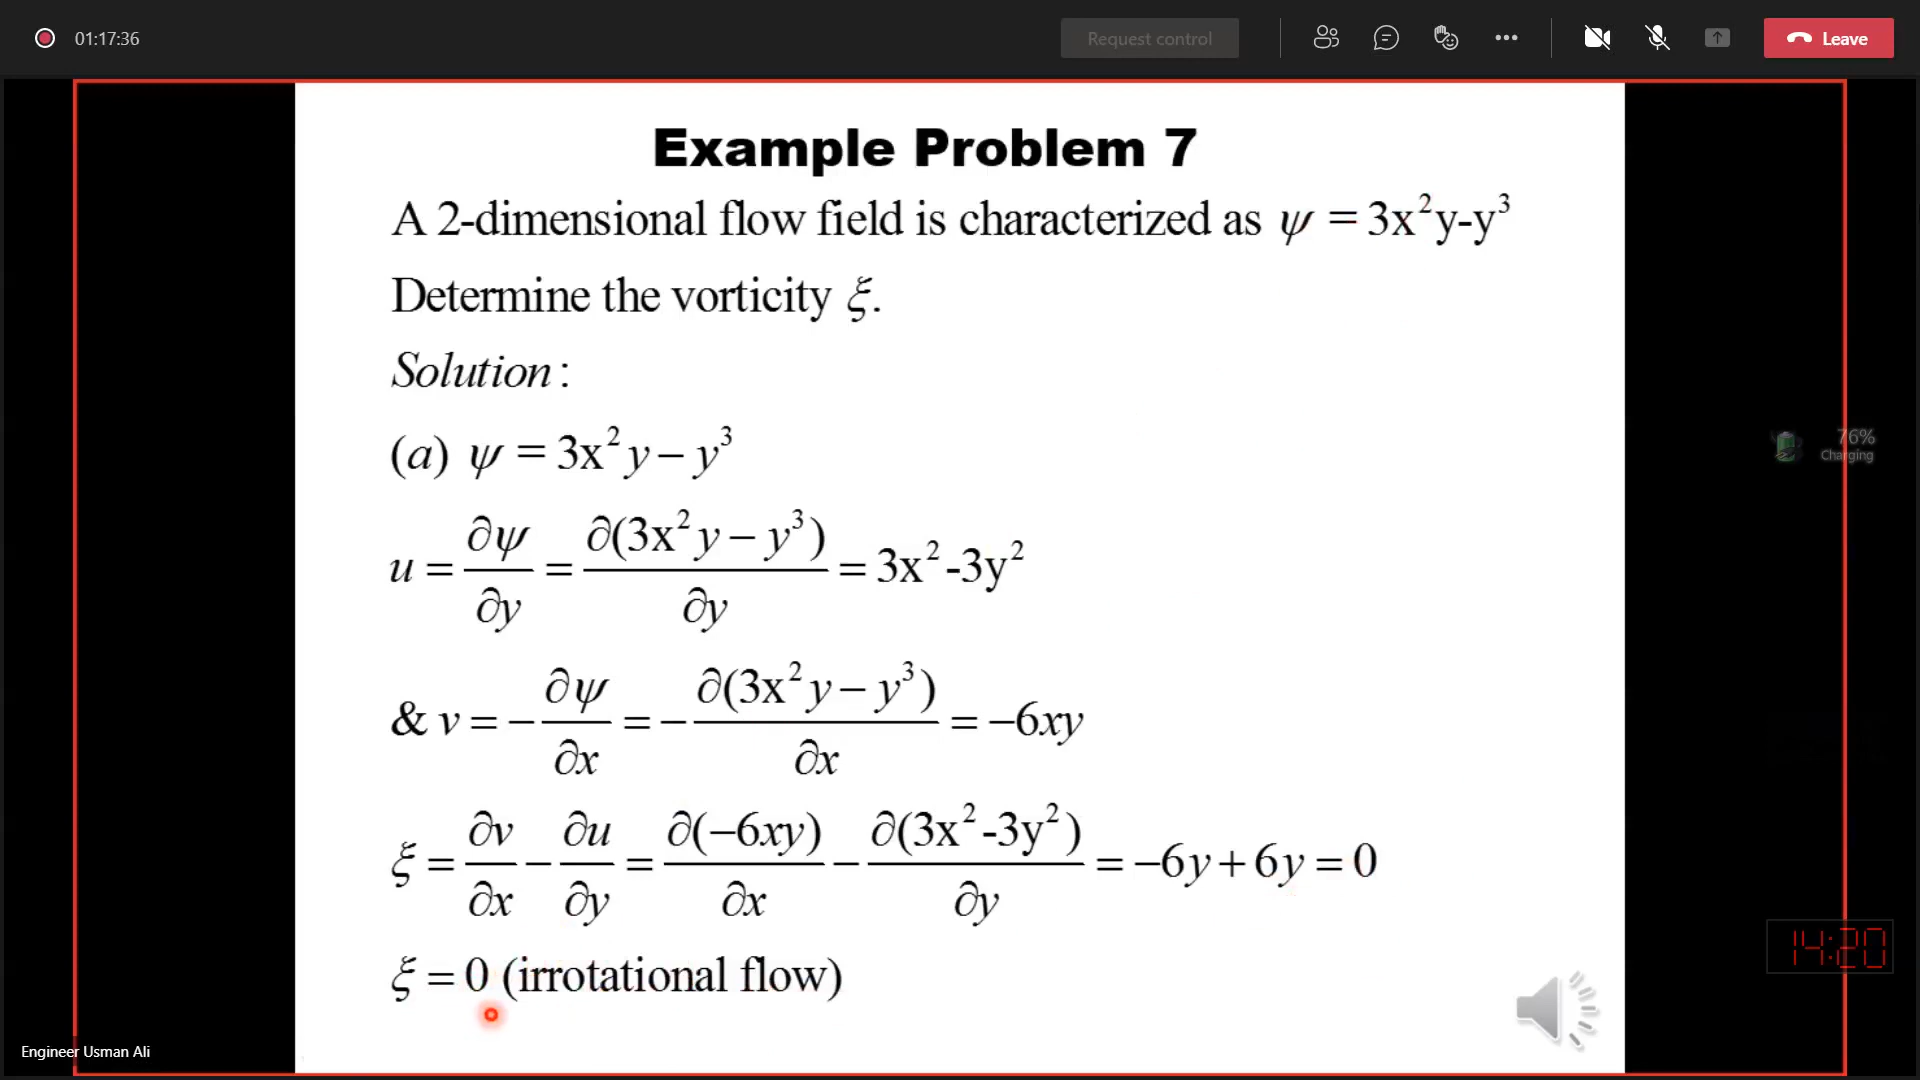 01:17:36
Request control
Leave
Example Problem 7
A 2-dimensional flow field is characterized as ψ = 3x²y-y³
Determine the vorticity ξ.
Solution :
(a) ψ = 3x²y − y³
u = ∂ψ/∂y = ∂(3x²y − y³)/∂y = 3x²-3y²
& v = −∂ψ/∂x = −∂(3x²y − y³)/∂x = −6xy
ξ = ∂v/∂x − ∂u/∂y = ∂(−6xy)/∂x − ∂(3x²-3y²)/∂y = −6y + 6y = 0
ξ = 0 (irrotational flow)
76%
Charging
14:20
Engineer Usman Ali